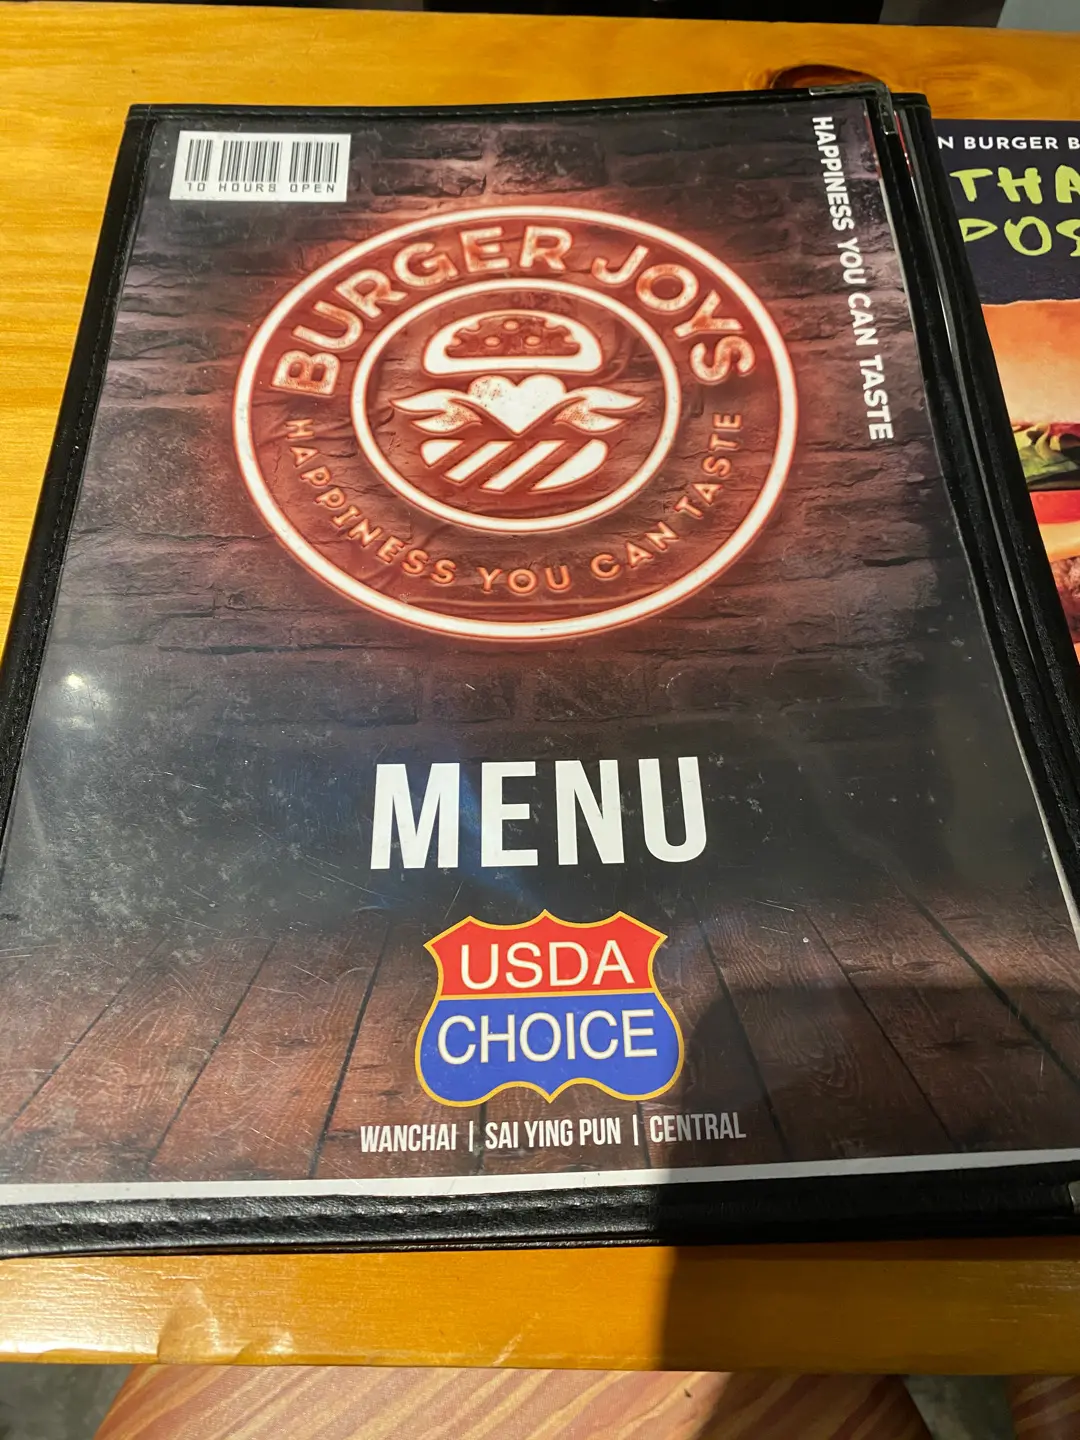 10 HOURS OPEN
HAPPINESS YOU CAN TASTE
BURGER JOYS
HAPPINESS YOU CAN TASTE
MENU
USDA
CHOICE
WANCHAI | SAI YING PUN | CENTRAL
BURGER